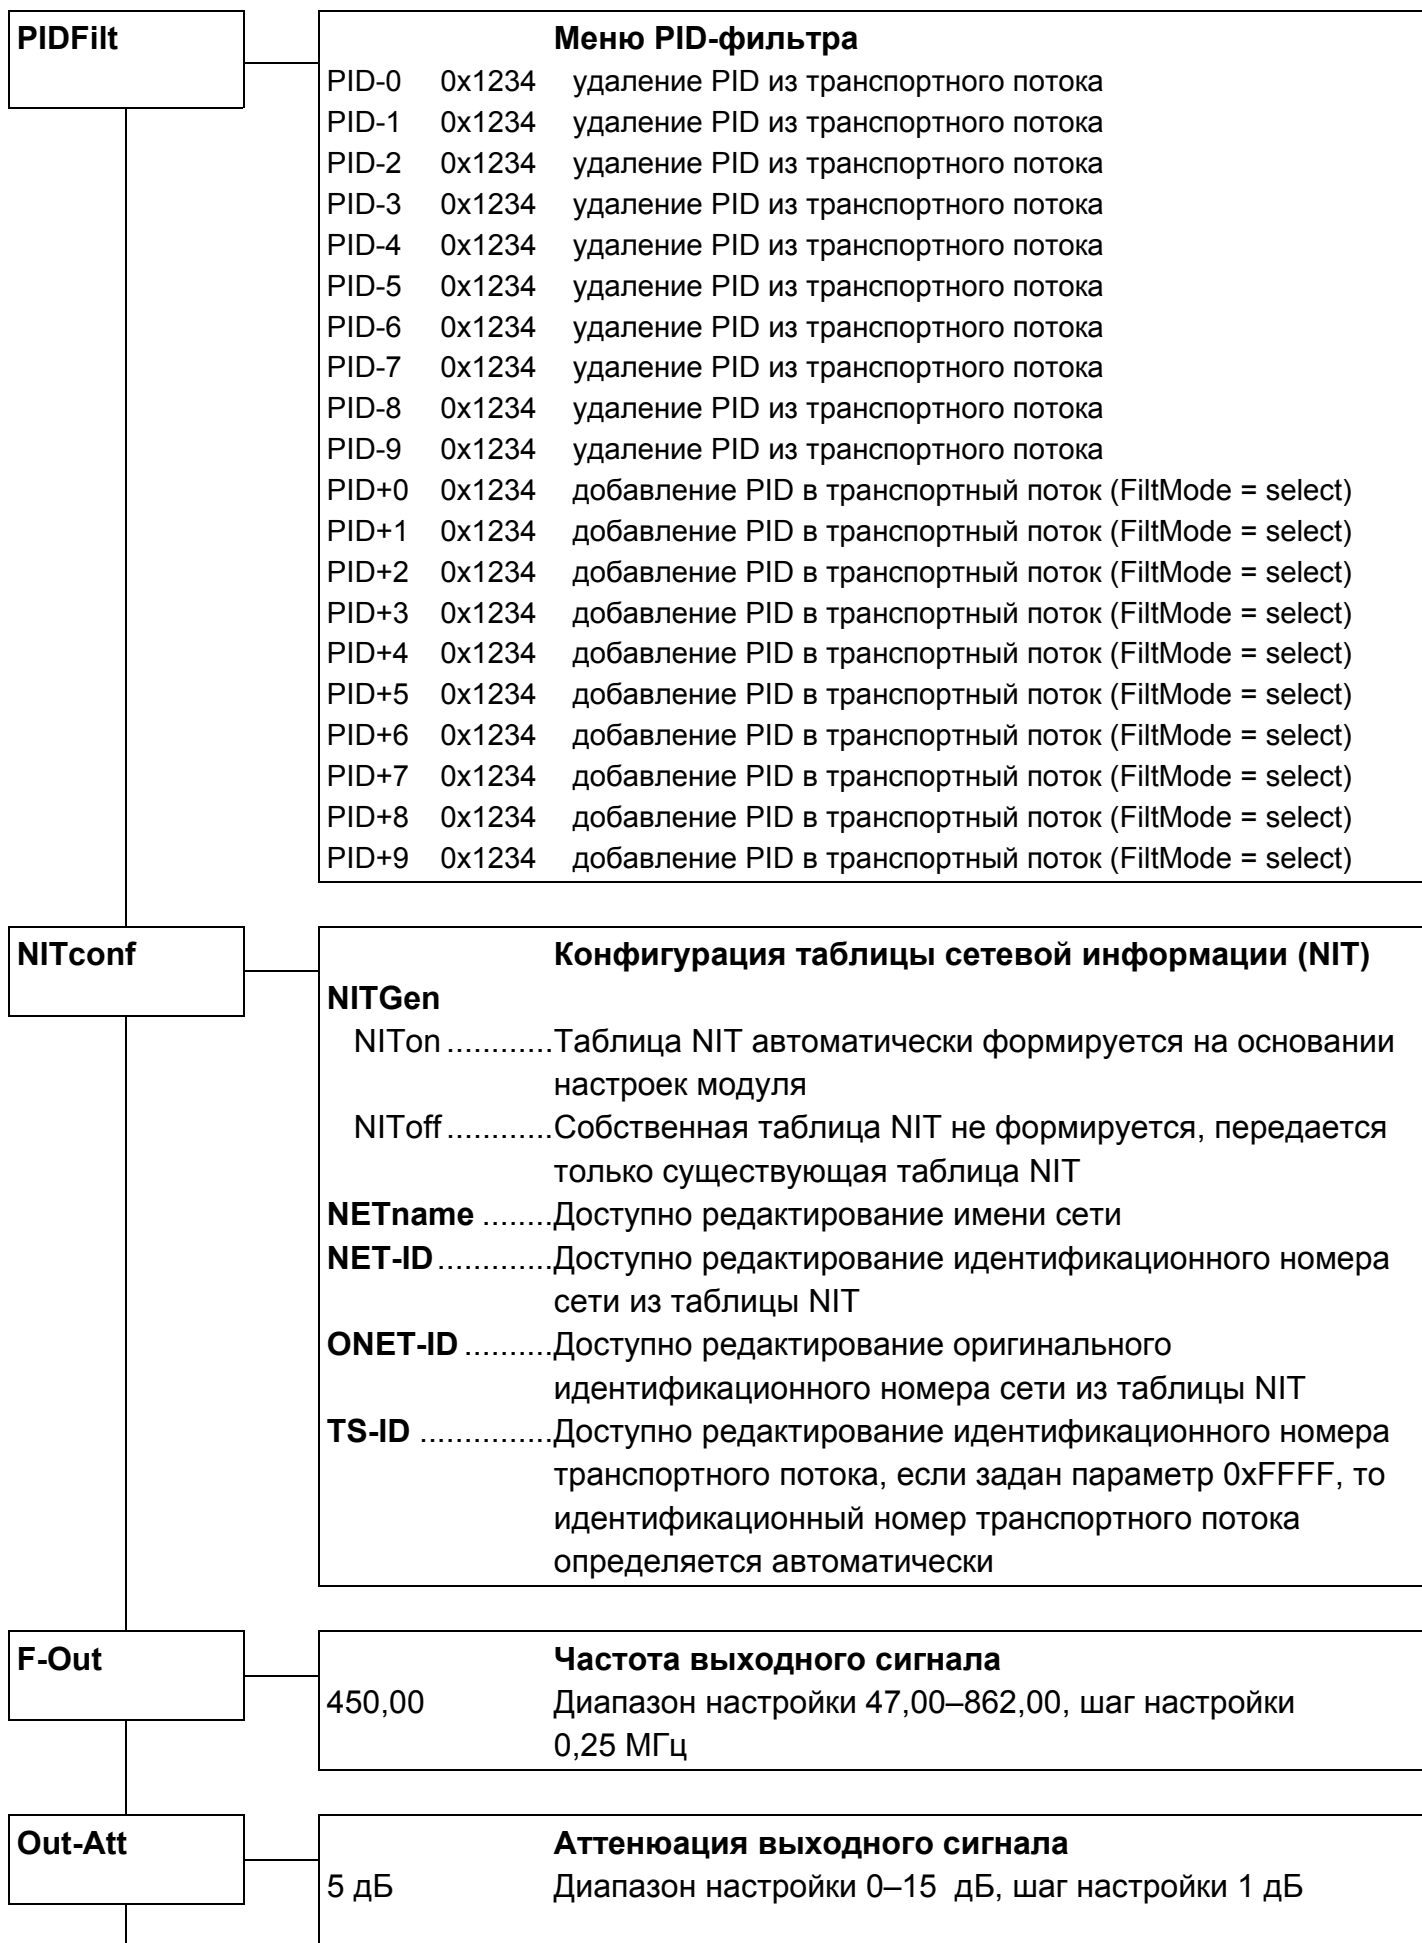 PIDFilt
Меню PID-фильтра
PID-0 0x1234 удаление PID из транспортного потока
PID-1 0x1234 удаление PID из транспортного потока
PID-2 0x1234 удаление PID из транспортного потока
PID-3 0x1234 удаление PID из транспортного потока
PID-4 0x1234 удаление PID из транспортного потока
PID-5 0x1234 удаление PID из транспортного потока
PID-6 0x1234 удаление PID из транспортного потока
PID-7 0x1234 удаление PID из транспортного потока
PID-8 0x1234 удаление PID из транспортного потока
PID-9 0x1234 удаление PID из транспортного потока
PID+0 0x1234 добавление PID в транспортный поток (FiltMode = select)
PID+1 0x1234 добавление PID в транспортный поток (FiltMode = select)
PID+2 0x1234 добавление PID в транспортный поток (FiltMode = select)
PID+3 0x1234 добавление PID в транспортный поток (FiltMode = select)
PID+4 0x1234 добавление PID в транспортный поток (FiltMode = select)
PID+5 0x1234 добавление PID в транспортный поток (FiltMode = select)
PID+6 0x1234 добавление PID в транспортный поток (FiltMode = select)
PID+7 0x1234 добавление PID в транспортный поток (FiltMode = select)
PID+8 0x1234 добавление PID в транспортный поток (FiltMode = select)
PID+9 0x1234 добавление PID в транспортный поток (FiltMode = select)
NITconf
Конфигурация таблицы сетевой информации (NIT)
NITGen
NITon ............Таблица NIT автоматически формируется на основании
настроек модуля
NIToff ............Собственная таблица NIT не формируется, передается
только существующая таблица NIT
NETname ........Доступно редактирование имени сети
NET-ID .............Доступно редактирование идентификационного номера
сети из таблицы NIT
ONET-ID ..........Доступно редактирование оригинального
идентификационного номера сети из таблицы NIT
TS-ID ...............Доступно редактирование идентификационного номера
транспортного потока, если задан параметр 0xFFFF, то
идентификационный номер транспортного потока
определяется автоматически
F-Out
Частота выходного сигнала
450,00 Диапазон настройки 47,00–862,00, шаг настройки
0,25 МГц
Out-Att
Аттенюация выходного сигнала
5 дБ Диапазон настройки 0–15 дБ, шаг настройки 1 дБ